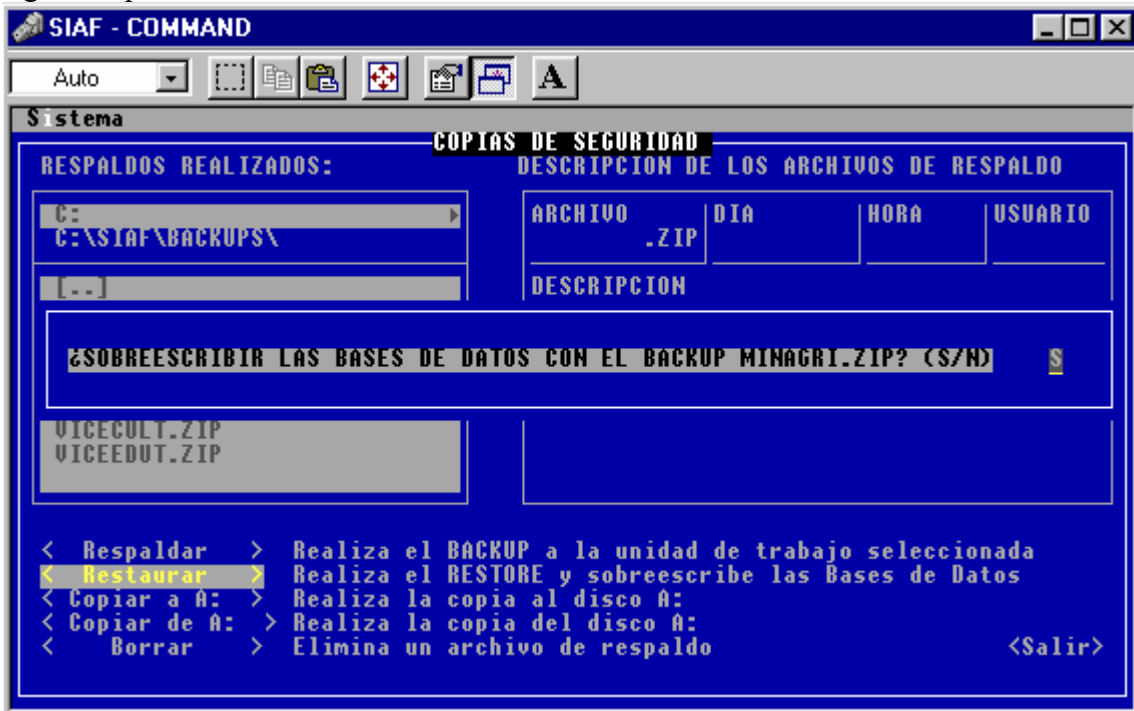 SIAF - COMMAND
Auto
A
Sistema
COPIAS DE SEGURIDAD
RESPALDOS REALIZADOS:
DESCRIPCION DE LOS ARCHIVOS DE RESPALDO
C:
C:\SIAF\BACKUPS\
ARCHIVO DIA HORA USUARIO
.ZIP
[..]
DESCRIPCION
¿SOBREESCRIBIR LAS BASES DE DATOS CON EL BACKUP MINAGRI.ZIP? (S/N) S
VICECULT.ZIP
VICEEDUT.ZIP
< Respaldar > Realiza el BACKUP a la unidad de trabajo seleccionada
< Restaurar > Realiza el RESTORE y sobreescribe las Bases de Datos
< Copiar a A: > Realiza la copia al disco A:
< Copiar de A: > Realiza la copia del disco A:
< Borrar > Elimina un archivo de respaldo <Salir>